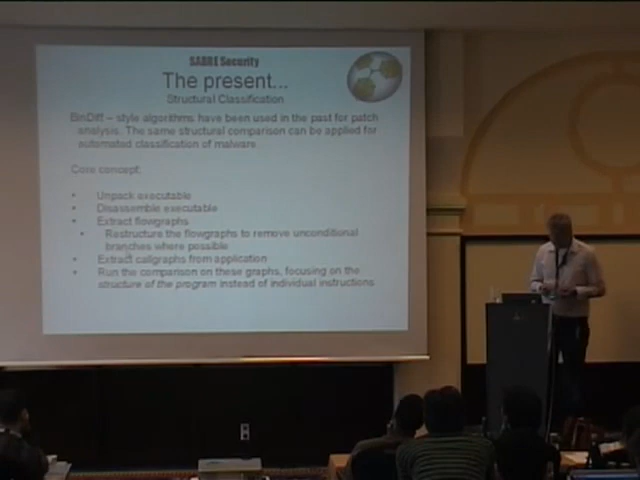 SABRE Security
The present...
Structural Classification
BinDiff – style algorithms have been used in the past for patch
analysis. The same structural comparison can be applied for
automated classification of malware
Core concept:
• Unpack executable
• Disassemble executable
• Extract flowgraphs
• Restructure the flowgraphs to remove unconditional
branches where possible
• Extract callgraphs from application
• Run the comparison on these graphs, focusing on the
structure of the program instead of individual instructions